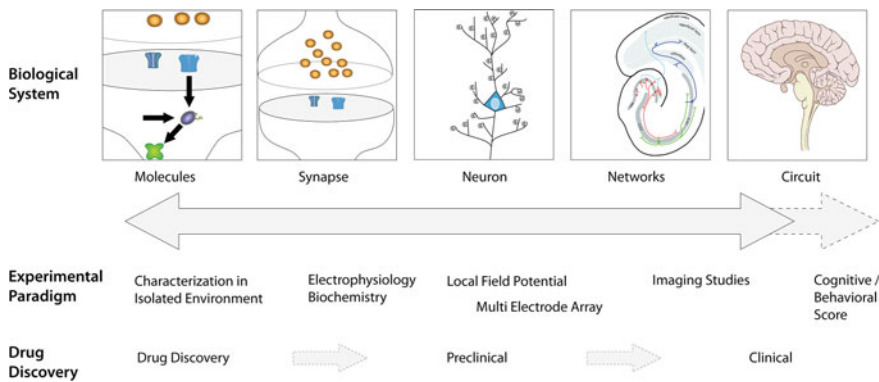 Biological
System
Molecules
Synapse
Neuron
Networks
Circuit
Experimental
Paradigm
Characterization in
Isolated Environment
Electrophysiology
Biochemistry
Local Field Potential
Multi Electrode Array
Imaging Studies
Cognitive /
Behavioral
Score
Drug
Discovery
Drug Discovery
Preclinical
Clinical